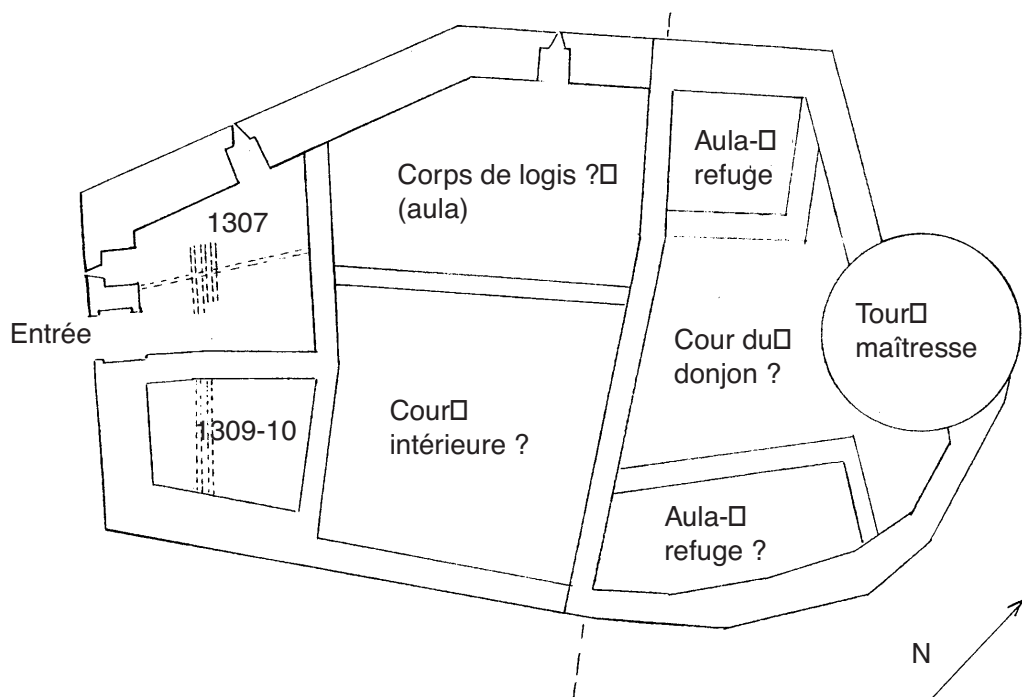 Aula-
refuge
Corps de logis ?
(aula)
1307
Entrée
Tour
maîtresse
Cour du
donjon ?
Cour
intérieure ?
1309-10
Aula-
refuge ?
N